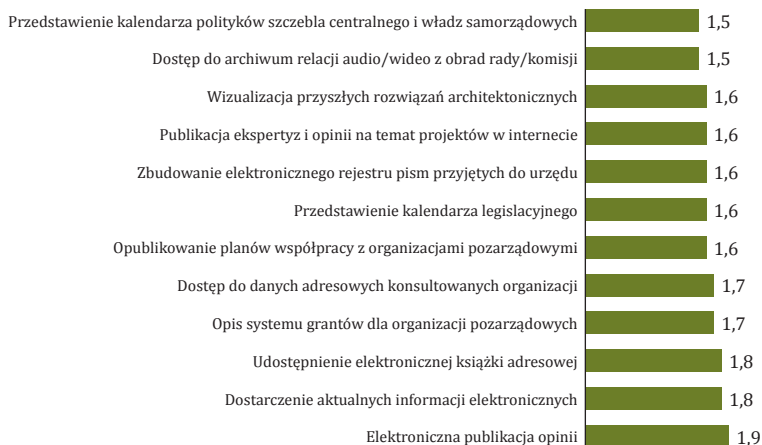 Przedstawienie kalendarza polityków szczebla centralnego i władz samorządowych 1,5
Dostęp do archiwum relacji audio/wideo z obrad rady/komisji 1,5
Wizualizacja przyszłych rozwiązań architektonicznych 1,6
Publikacja ekspertyz i opinii na temat projektów w internecie 1,6
Zbudowanie elektronicznego rejestru pism przyjętych do urzędu 1,6
Przedstawienie kalendarza legislacyjnego 1,6
Opublikowanie planów współpracy z organizacjami pozarządowymi 1,6
Dostęp do danych adresowych konsultowanych organizacji 1,7
Opis systemu grantów dla organizacji pozarządowych 1,7
Udostępnienie elektronicznej książki adresowej 1,8
Dostarczenie aktualnych informacji elektronicznych 1,8
Elektroniczna publikacja opinii 1,9